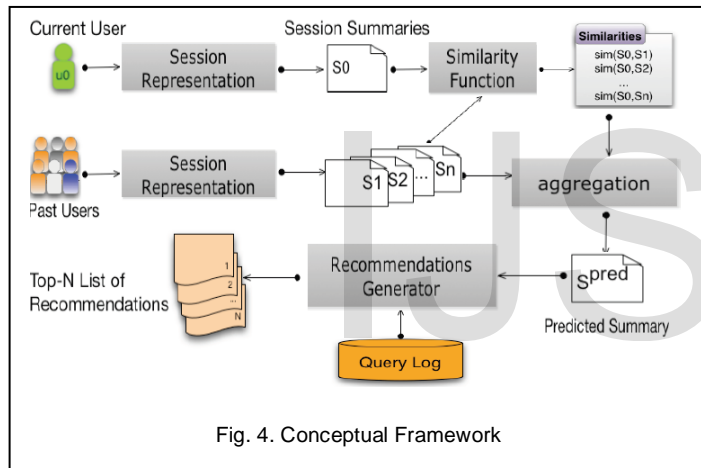 Current User
u0
Session
Representation
Session Summaries
S0
Similarity
Function
Similarities
sim(S0,S1)
sim(S0,S2)
...
sim(S0,Sn)
Past Users
Session
Representation
S1
S2
...
Sn
aggregation
Top-N List of
Recommendations
1
2
...
N
Recommendations
Generator
Spred
Predicted Summary
Query Log
IJS
Fig. 4. Conceptual Framework